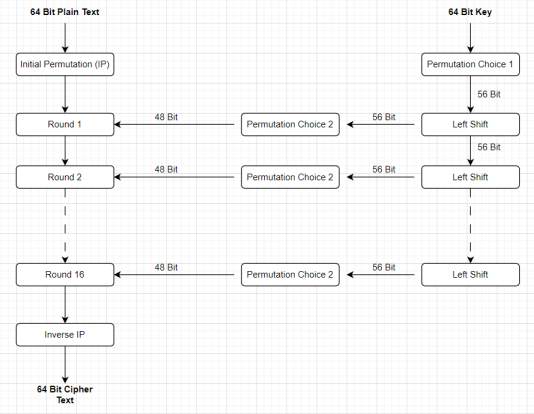 64 Bit Plain Text
64 Bit Key
Initial Permutation (IP)
Permutation Choice 1
56 Bit
Round 1
48 Bit
Permutation Choice 2
56 Bit
Left Shift
56 Bit
Round 2
48 Bit
Permutation Choice 2
56 Bit
Left Shift
Round 16
48 Bit
Permutation Choice 2
56 Bit
Left Shift
Inverse IP
64 Bit Cipher
Text